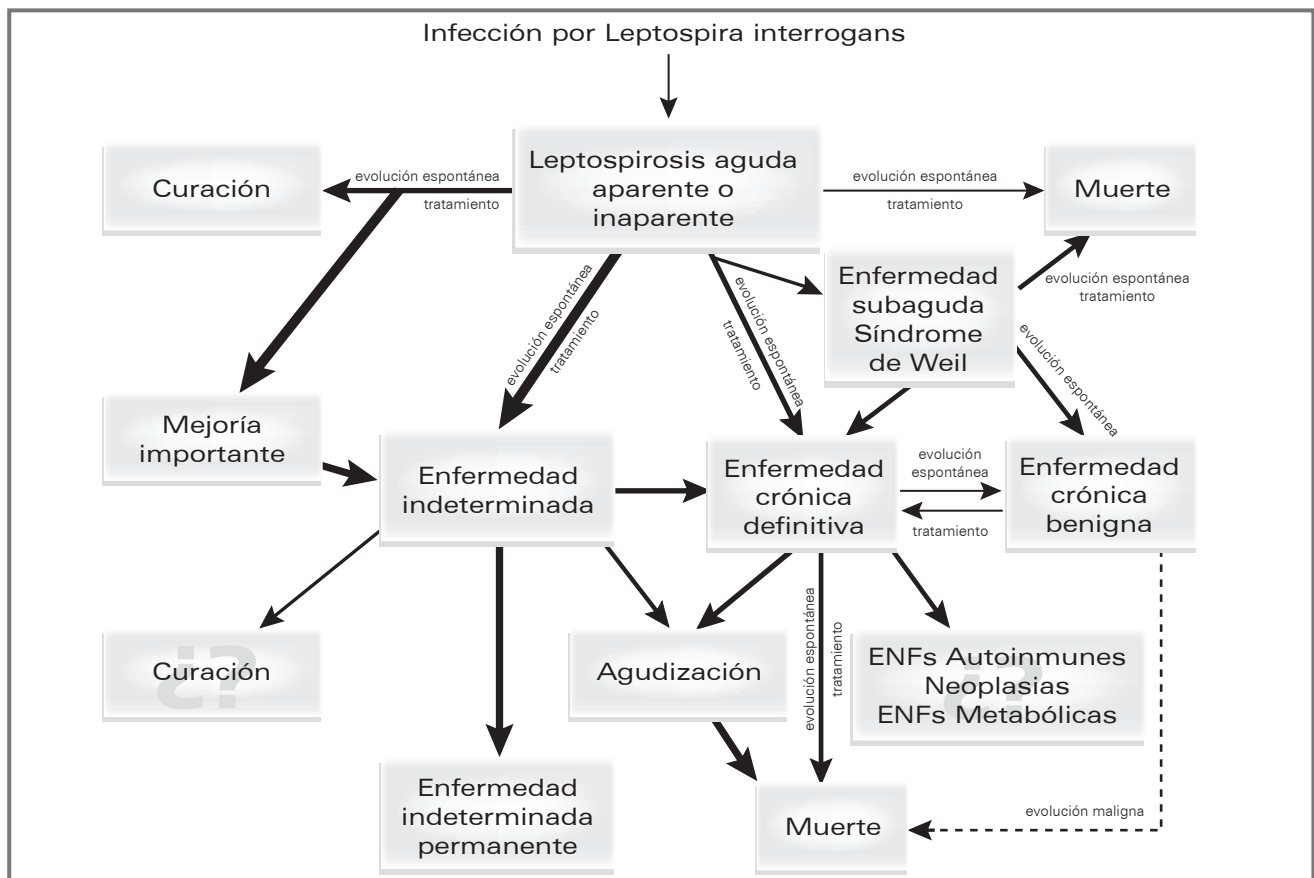 Infección por Leptospira interrogans
Leptospirosis aguda
aparente o
inaparente
Curación
evolución espontánea
tratamiento
evolución espontánea
tratamiento
Muerte
Enfermedad
subaguda
Síndrome
de Weil
evolución espontánea
tratamiento
evolución espontánea
tratamiento
evolución espontánea
tratamiento
evolución espontánea
Mejoría
importante
Enfermedad
indeterminada
Enfermedad
crónica
definitiva
evolución
espontánea
tratamiento
Enfermedad
crónica
benigna
¿?
Curación
Agudización
evolución espontánea
tratamiento
¿?
ENFs Autoinmunes
Neoplasias
ENFs Metabólicas
Enfermedad
indeterminada
permanente
Muerte
evolución maligna